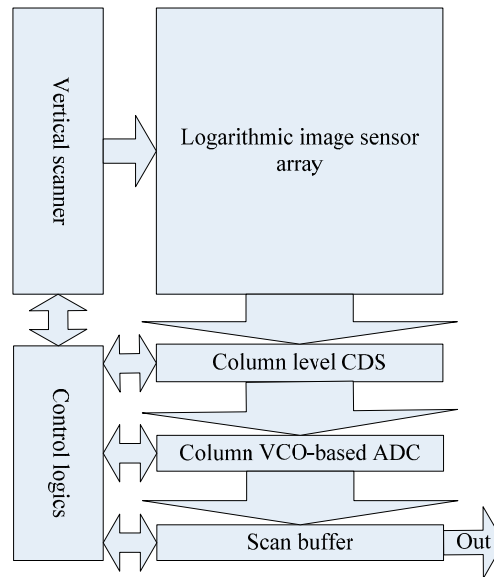 Vertical scanner
Logarithmic image sensor
array
Control logics
Column level CDS
Column VCO-based ADC
Scan buffer
Out